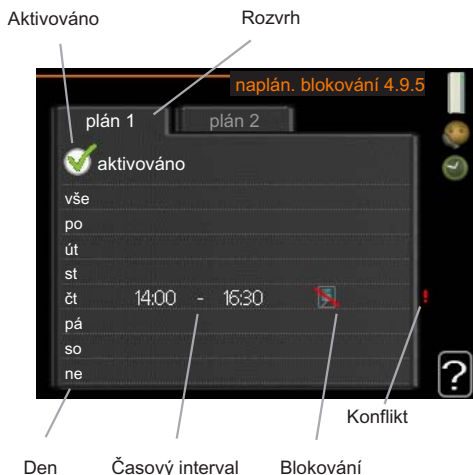 Aktivováno Rozvrh
naplán. blokování 4.9.5
plán 1 plán 2
aktivováno
vše
po
út
st
čt 14:00 - 16:30 !
pá
so
ne
?
Konflikt
Den Časový interval Blokování